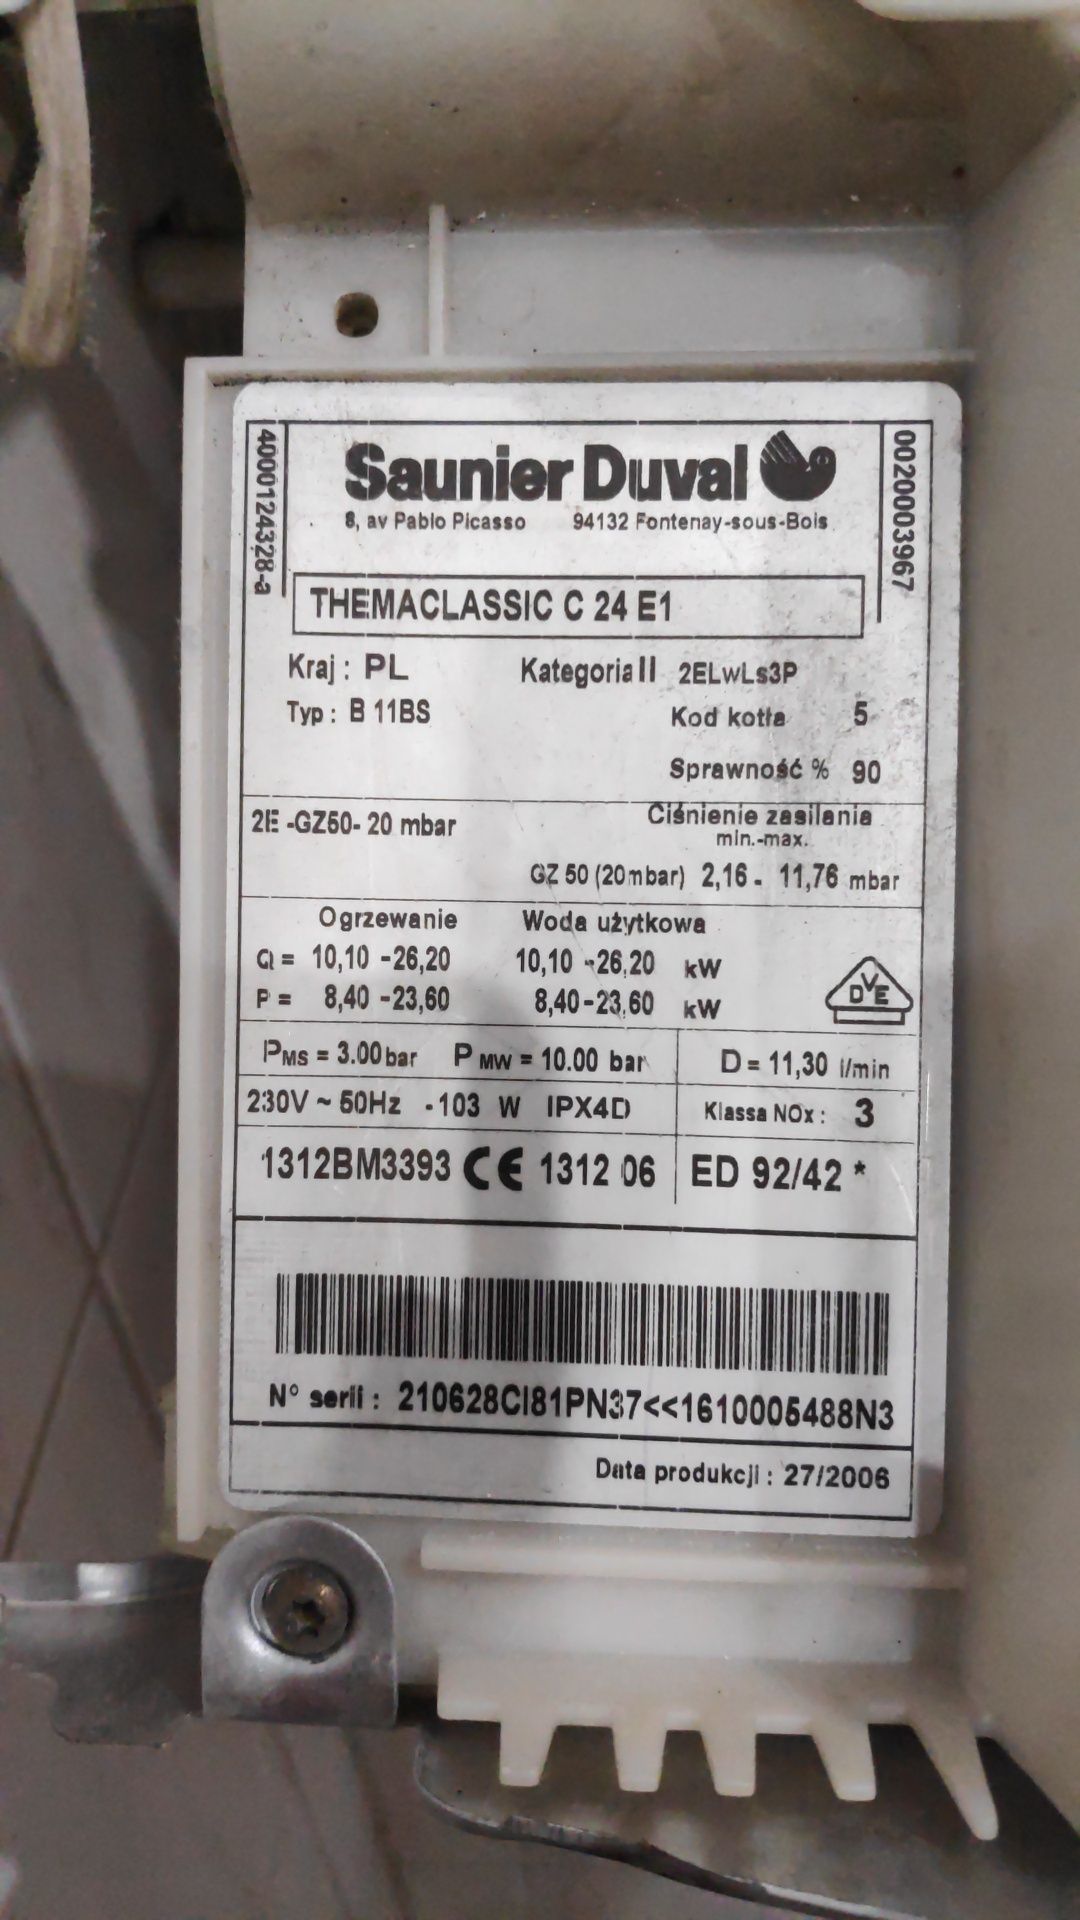 Saunier Duval
8, av Pablo Picasso 94132 Fontenay-sous-Bois
4000124328-a
0020003967
THEMACLASSIC C 24 E1
Kraj : PL Kategoria II 2ELwLs3P
Typ : B 11BS Kod kotła 5
Sprawność % 90
2E -GZ50- 20 mbar Ciśnienie zasilania
min.-max.
GZ 50 (20mbar) 2,16 - 11,76 mbar
Ogrzewanie Woda użytkowa
Q = 10,10 -26,20 10,10 -26,20 kW
P = 8,40 -23,60 8,40-23,60 kW
DVE
PMS = 3.00 bar P MW = 10.00 bar D = 11,30 l/min
230V ~ 50Hz -103 W IPX4D Klassa NOx : 3
1312BM3393 CE 1312 06 ED 92/42 *
N° serii : 210628CI81PN37<<1610005488N3
Data produkcji : 27/2006